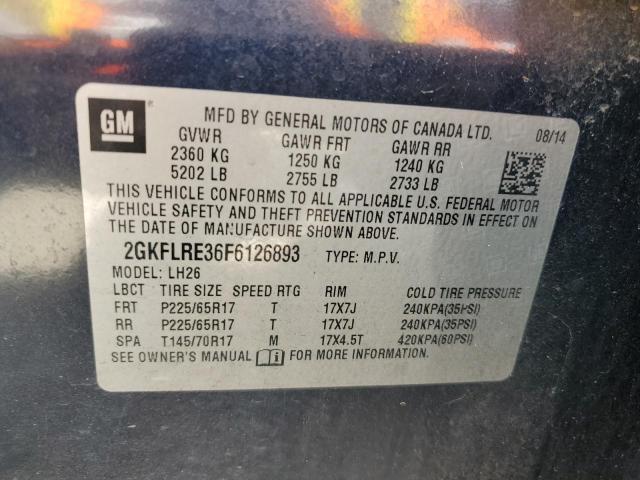 GM
MFD BY GENERAL MOTORS OF CANADA LTD. 08/14
GVWR GAWR FRT GAWR RR
2360 KG 1250 KG 1240 KG
5202 LB 2755 LB 2733 LB
THIS VEHICLE CONFORMS TO ALL APPLICABLE U.S. FEDERAL MOTOR
VEHICLE SAFETY AND THEFT PREVENTION STANDARDS IN EFFECT ON
THE DATE OF MANUFACTURE SHOWN ABOVE.
2GKFLRE36F6126893 TYPE: M.P.V.
MODEL: LH26
LBCT TIRE SIZE SPEED RTG RIM COLD TIRE PRESSURE
FRT P225/65R17 T 17X7J 240KPA(35PSI)
RR P225/65R17 T 17X7J 240KPA(35PSI)
SPA T145/70R17 M 17X4.5T 420KPA(60PSI)
SEE OWNER'S MANUAL i FOR MORE INFORMATION.